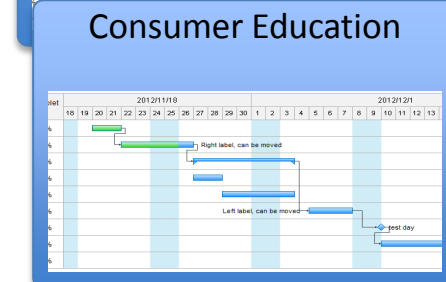 Consumer Education
2012/11/18 2012/12/1
18 19 20 21 22 23 24 25 26 27 28 29 30 1 2 3 4 5 6 7 8 9 10 11 12 13
%
%
Right label, can be moved
%
%
%
%
Left label, can be moved
%
test day
%
%